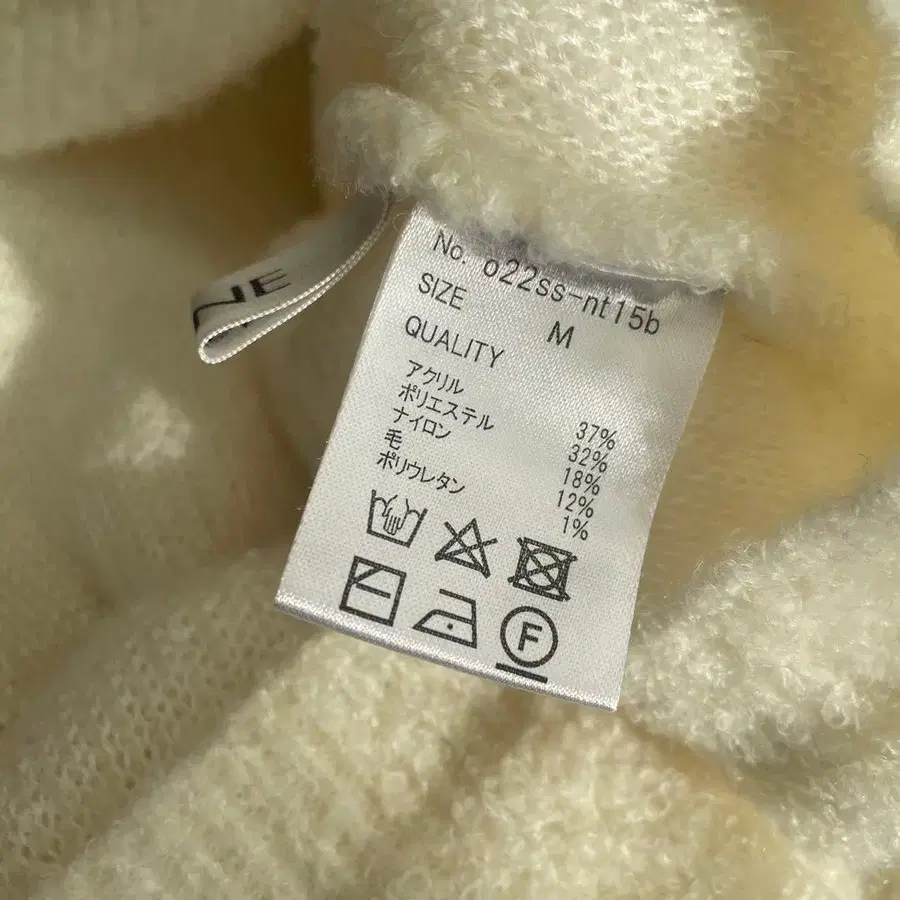 NE
No. o22ss-nt15b
SIZE M
QUALITY
アクリル 37%
ポリエステル 32%
ナイロン 18%
毛 12%
ポリウレタン 1%
F